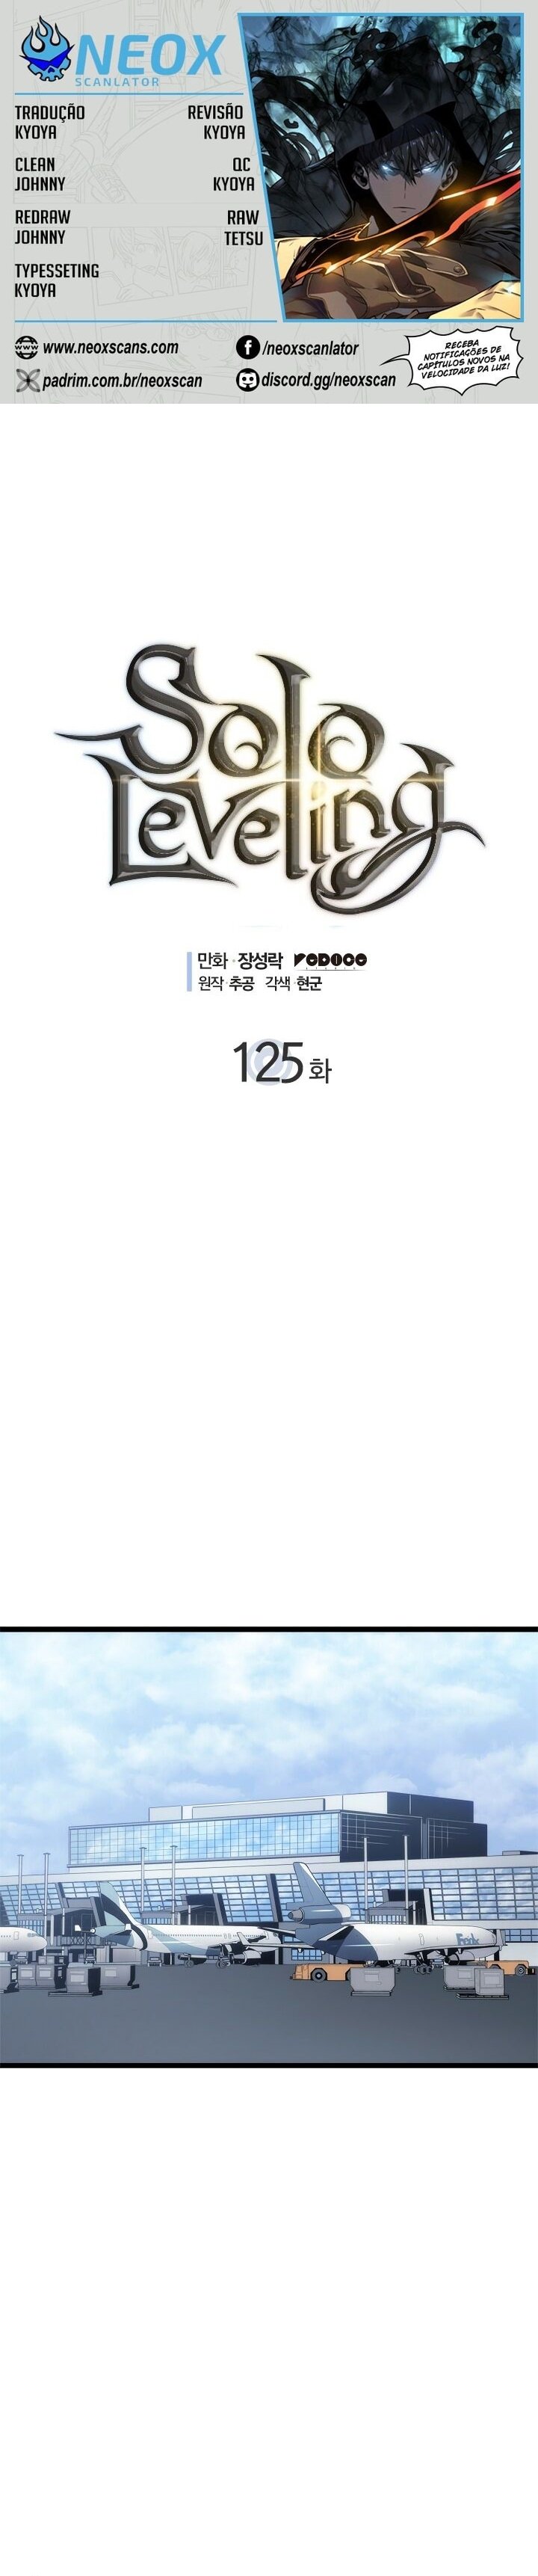 NEOX
SCANLATOR
TRADUÇÃO
KYOYA
REVISÃO
KYOYA
CLEAN
JOHNNY
QC
KYOYA
REDRAW
JOHNNY
RAW
TETSU
TYPESSETING
KYOYA
www.neoxscans.com
/neoxscanlator
padrim.com.br/neoxscan
discord.gg/neoxscan
RECEBA
NOTIFICAÇÕES DE
CAPÍTULOS NOVOS NA
VELOCIDADE DA LUZ!
Solo
Leveling
만화·장성락 REDICE
원작·추공 각색·현군
125화